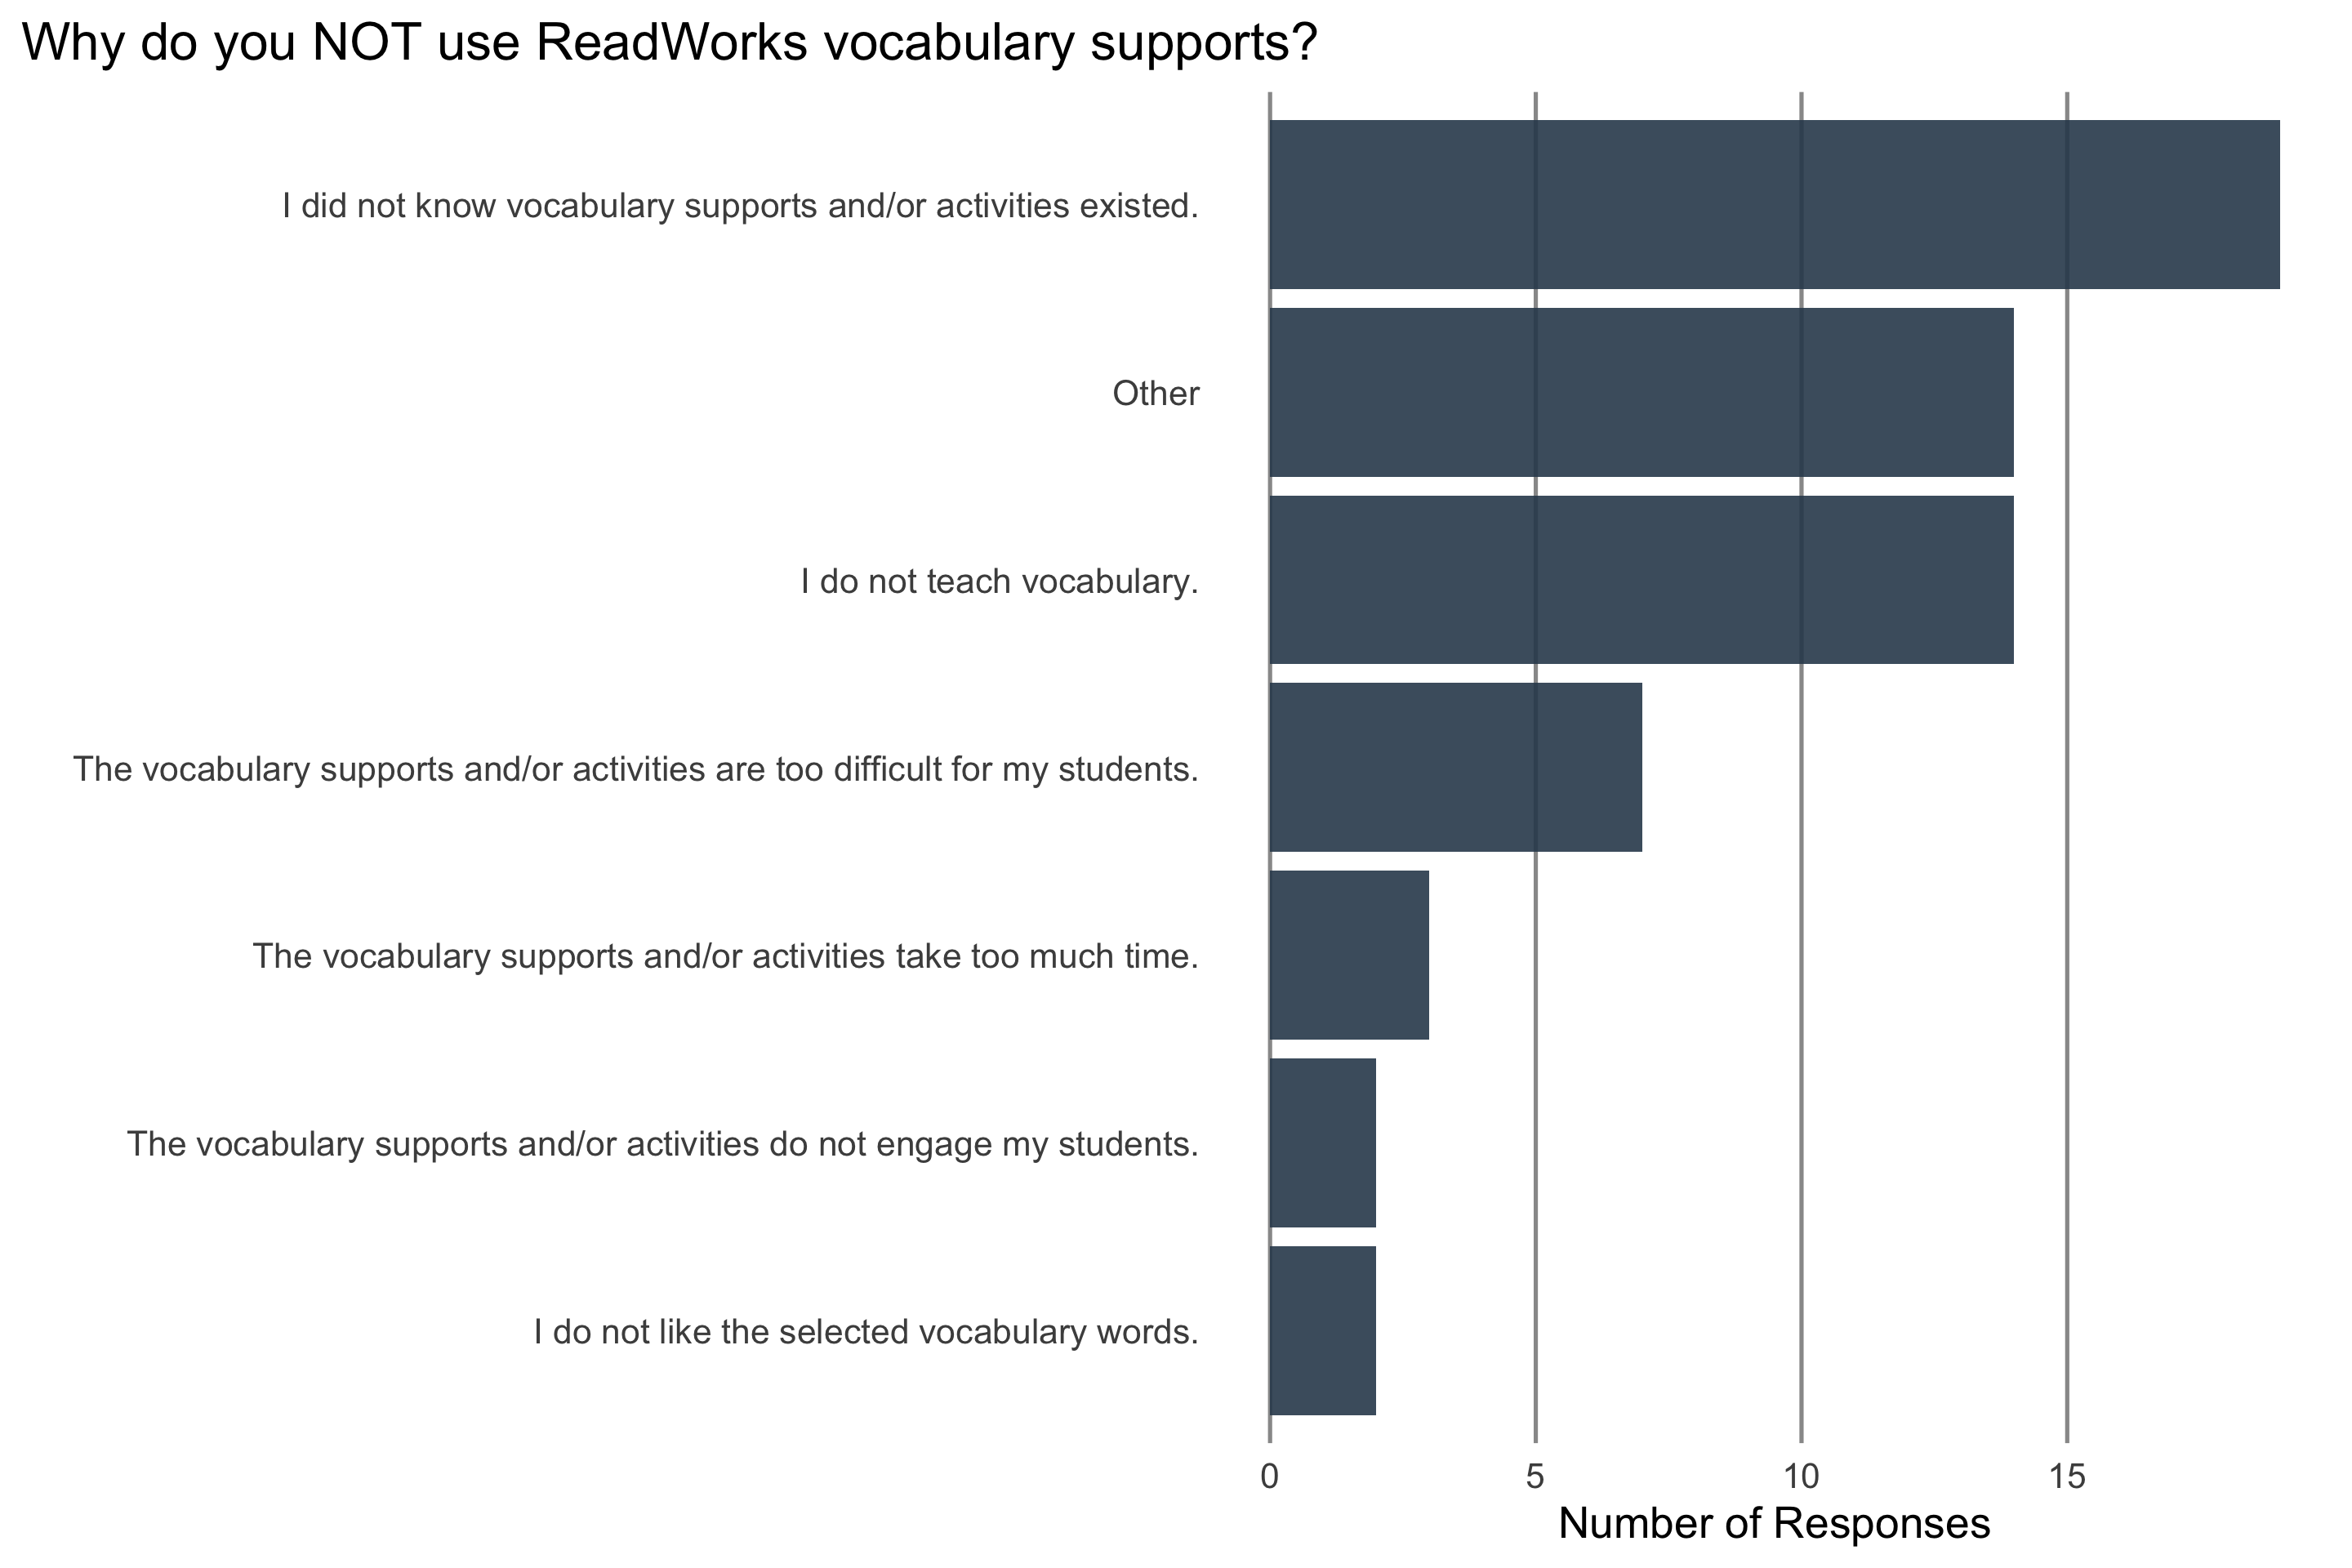 Why do you NOT use ReadWorks vocabulary supports?
I did not know vocabulary supports and/or activities existed.
Other
I do not teach vocabulary.
The vocabulary supports and/or activities are too difficult for my students.
The vocabulary supports and/or activities take too much time.
The vocabulary supports and/or activities do not engage my students.
I do not like the selected vocabulary words.
0 5 10 15
Number of Responses